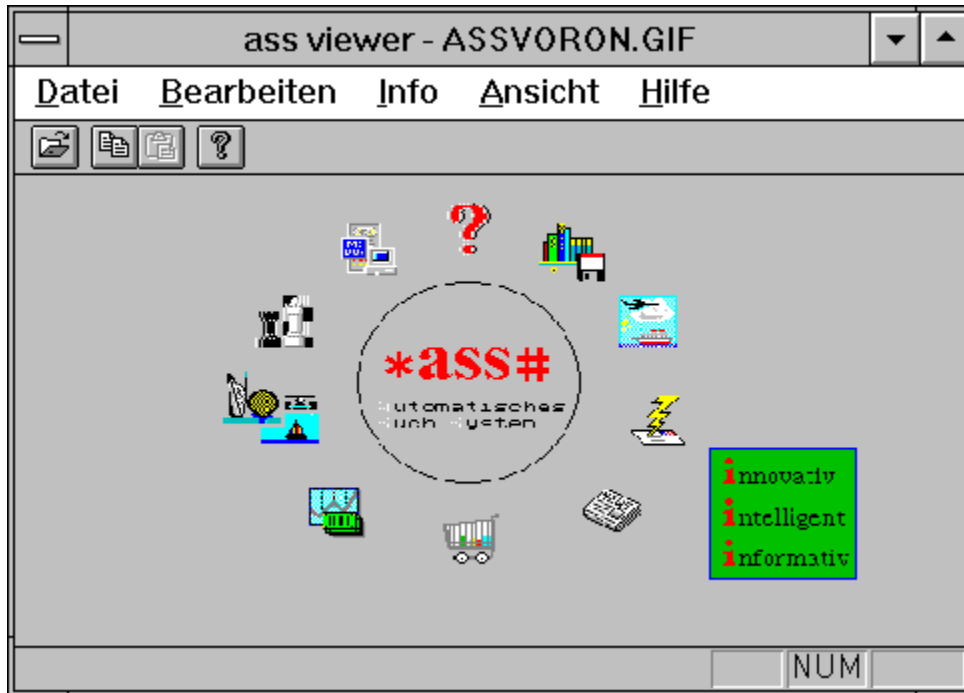 ass viewer - ASSVORON.GIF
Datei Bearbeiten Info Ansicht Hilfe
?
?
*ass#
Automatisches
Such System
innovativ
intelligent
informativ
NUM